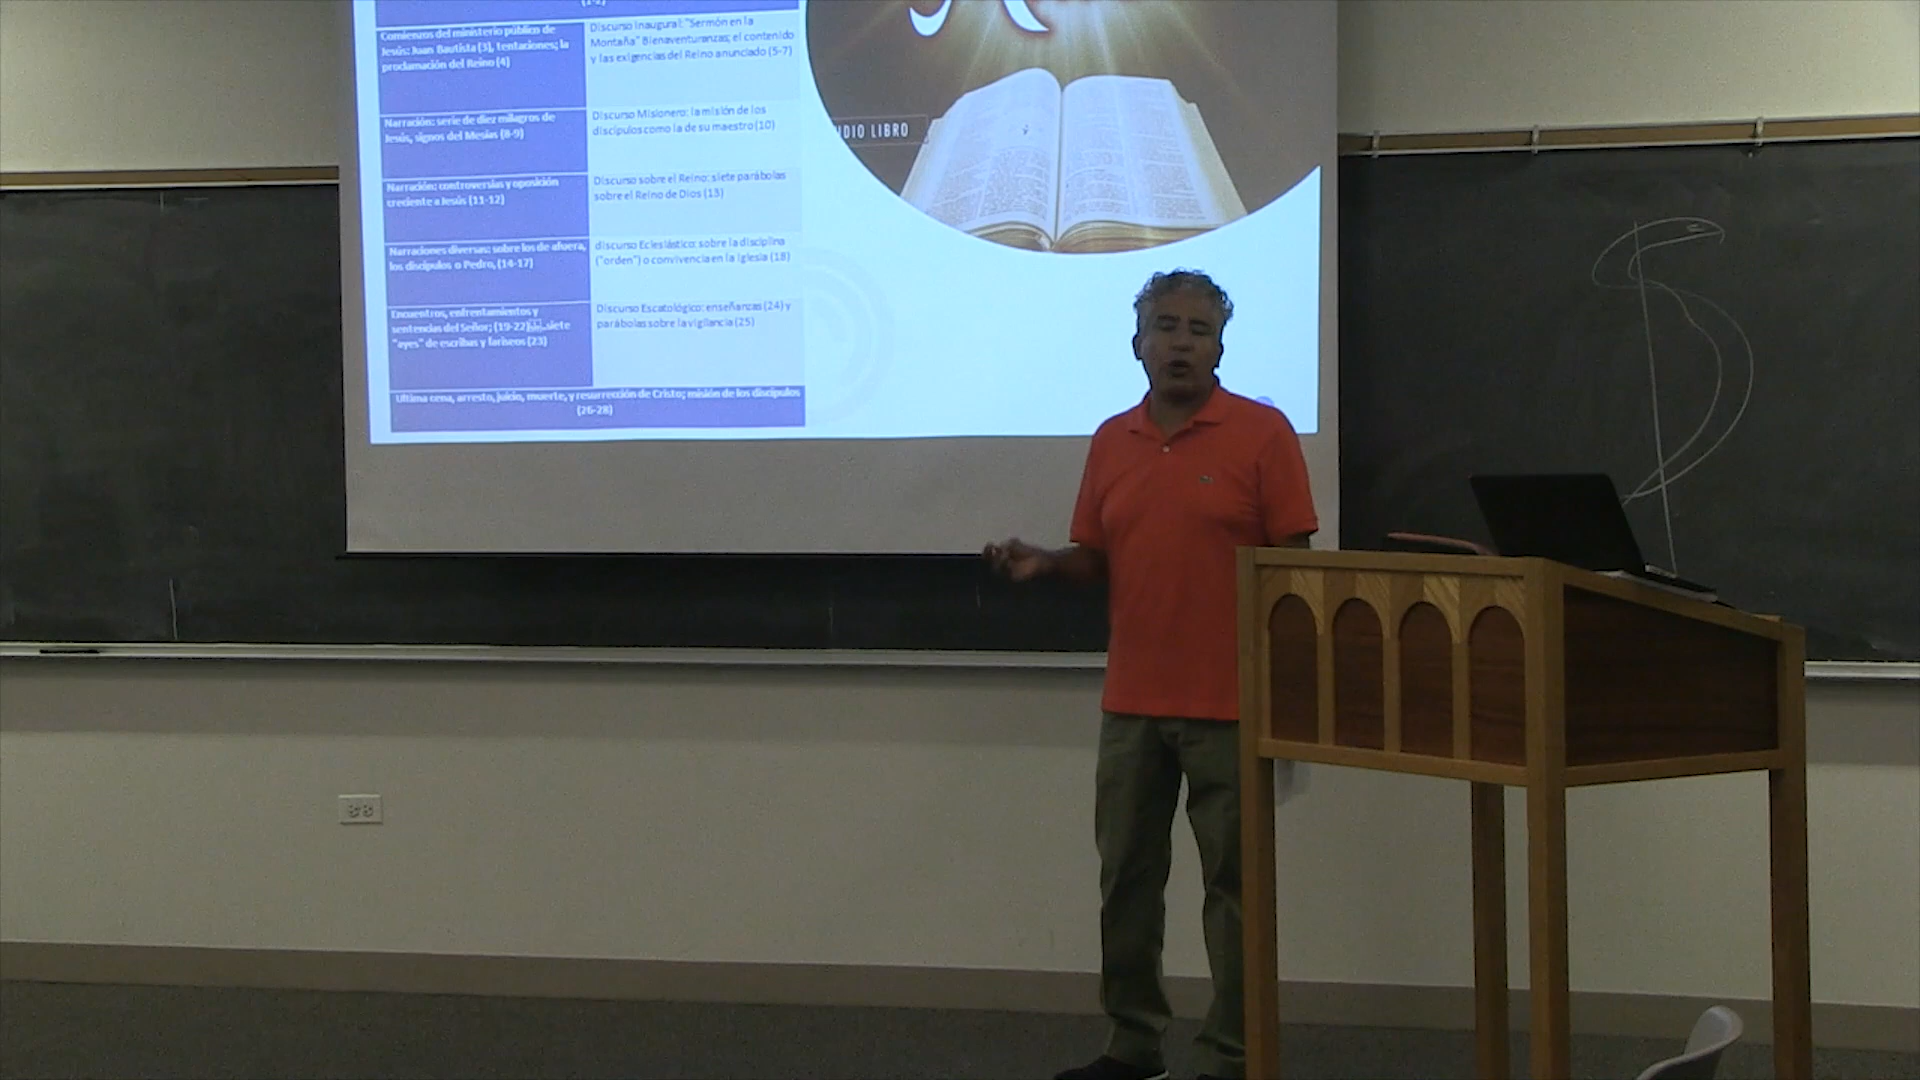 (1-2)
Comienzos del ministerio público de
Jesús: Juan Bautista (3), tentaciones; la
proclamación del Reino (4)
Discurso inaugural: "Sermón en la
Montaña" Bienaventuranzas; el contenido
y las exigencias del Reino anunciado (5-7)
Narración: serie de diez milagros de
Jesús, signos del Mesías (8-9)
Discurso Misionero: la misión de los
discípulos como la de su maestro (10)
Narración: controversias y oposición
creciente a Jesús (11-12)
Discurso sobre el Reino: siete parábolas
sobre el Reino de Dios (13)
Narraciones diversas: sobre los de afuera,
los discípulos o Pedro, (14-17)
discurso Eclesiástico: sobre la disciplina
("orden") o convivencia en la Iglesia (18)
Encuentros, enfrentamientos y
sentencias del Señor; (19-22) siete
"ayes" de escribas y fariseos (23)
Discurso Escatológico: enseñanzas (24) y
parábolas sobre la vigilancia (25)
Ultima cena, arresto, juicio, muerte, y resurrección de Cristo; misión de los discípulos
(26-28)
UDIO LIBRO